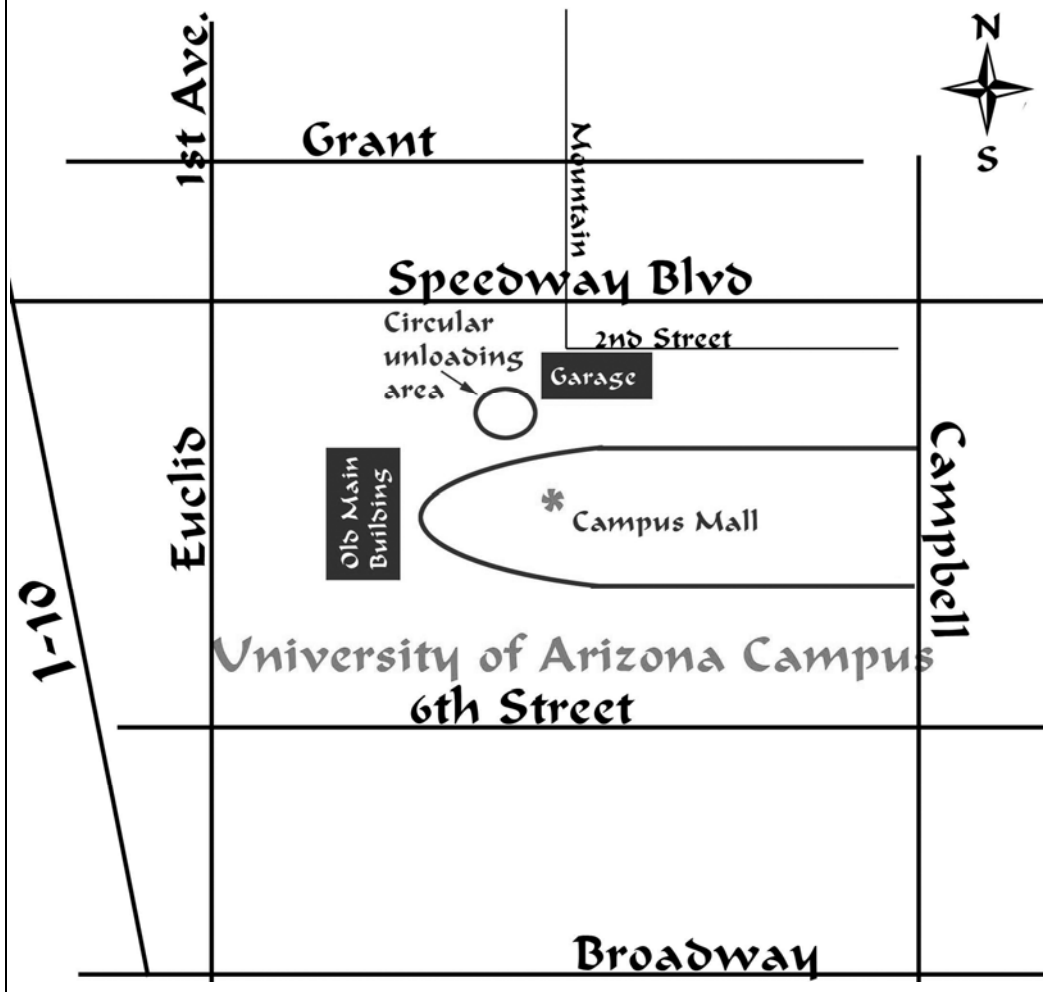 N
1st Ave.
Grant
Mountain
S
Speedway Blvd
Circular
unloading
area
2nd Street
Garage
Euclid
Old Main
Building
* Campus Mall
Campbell
I-10
University of Arizona Campus
6th Street
Broadway